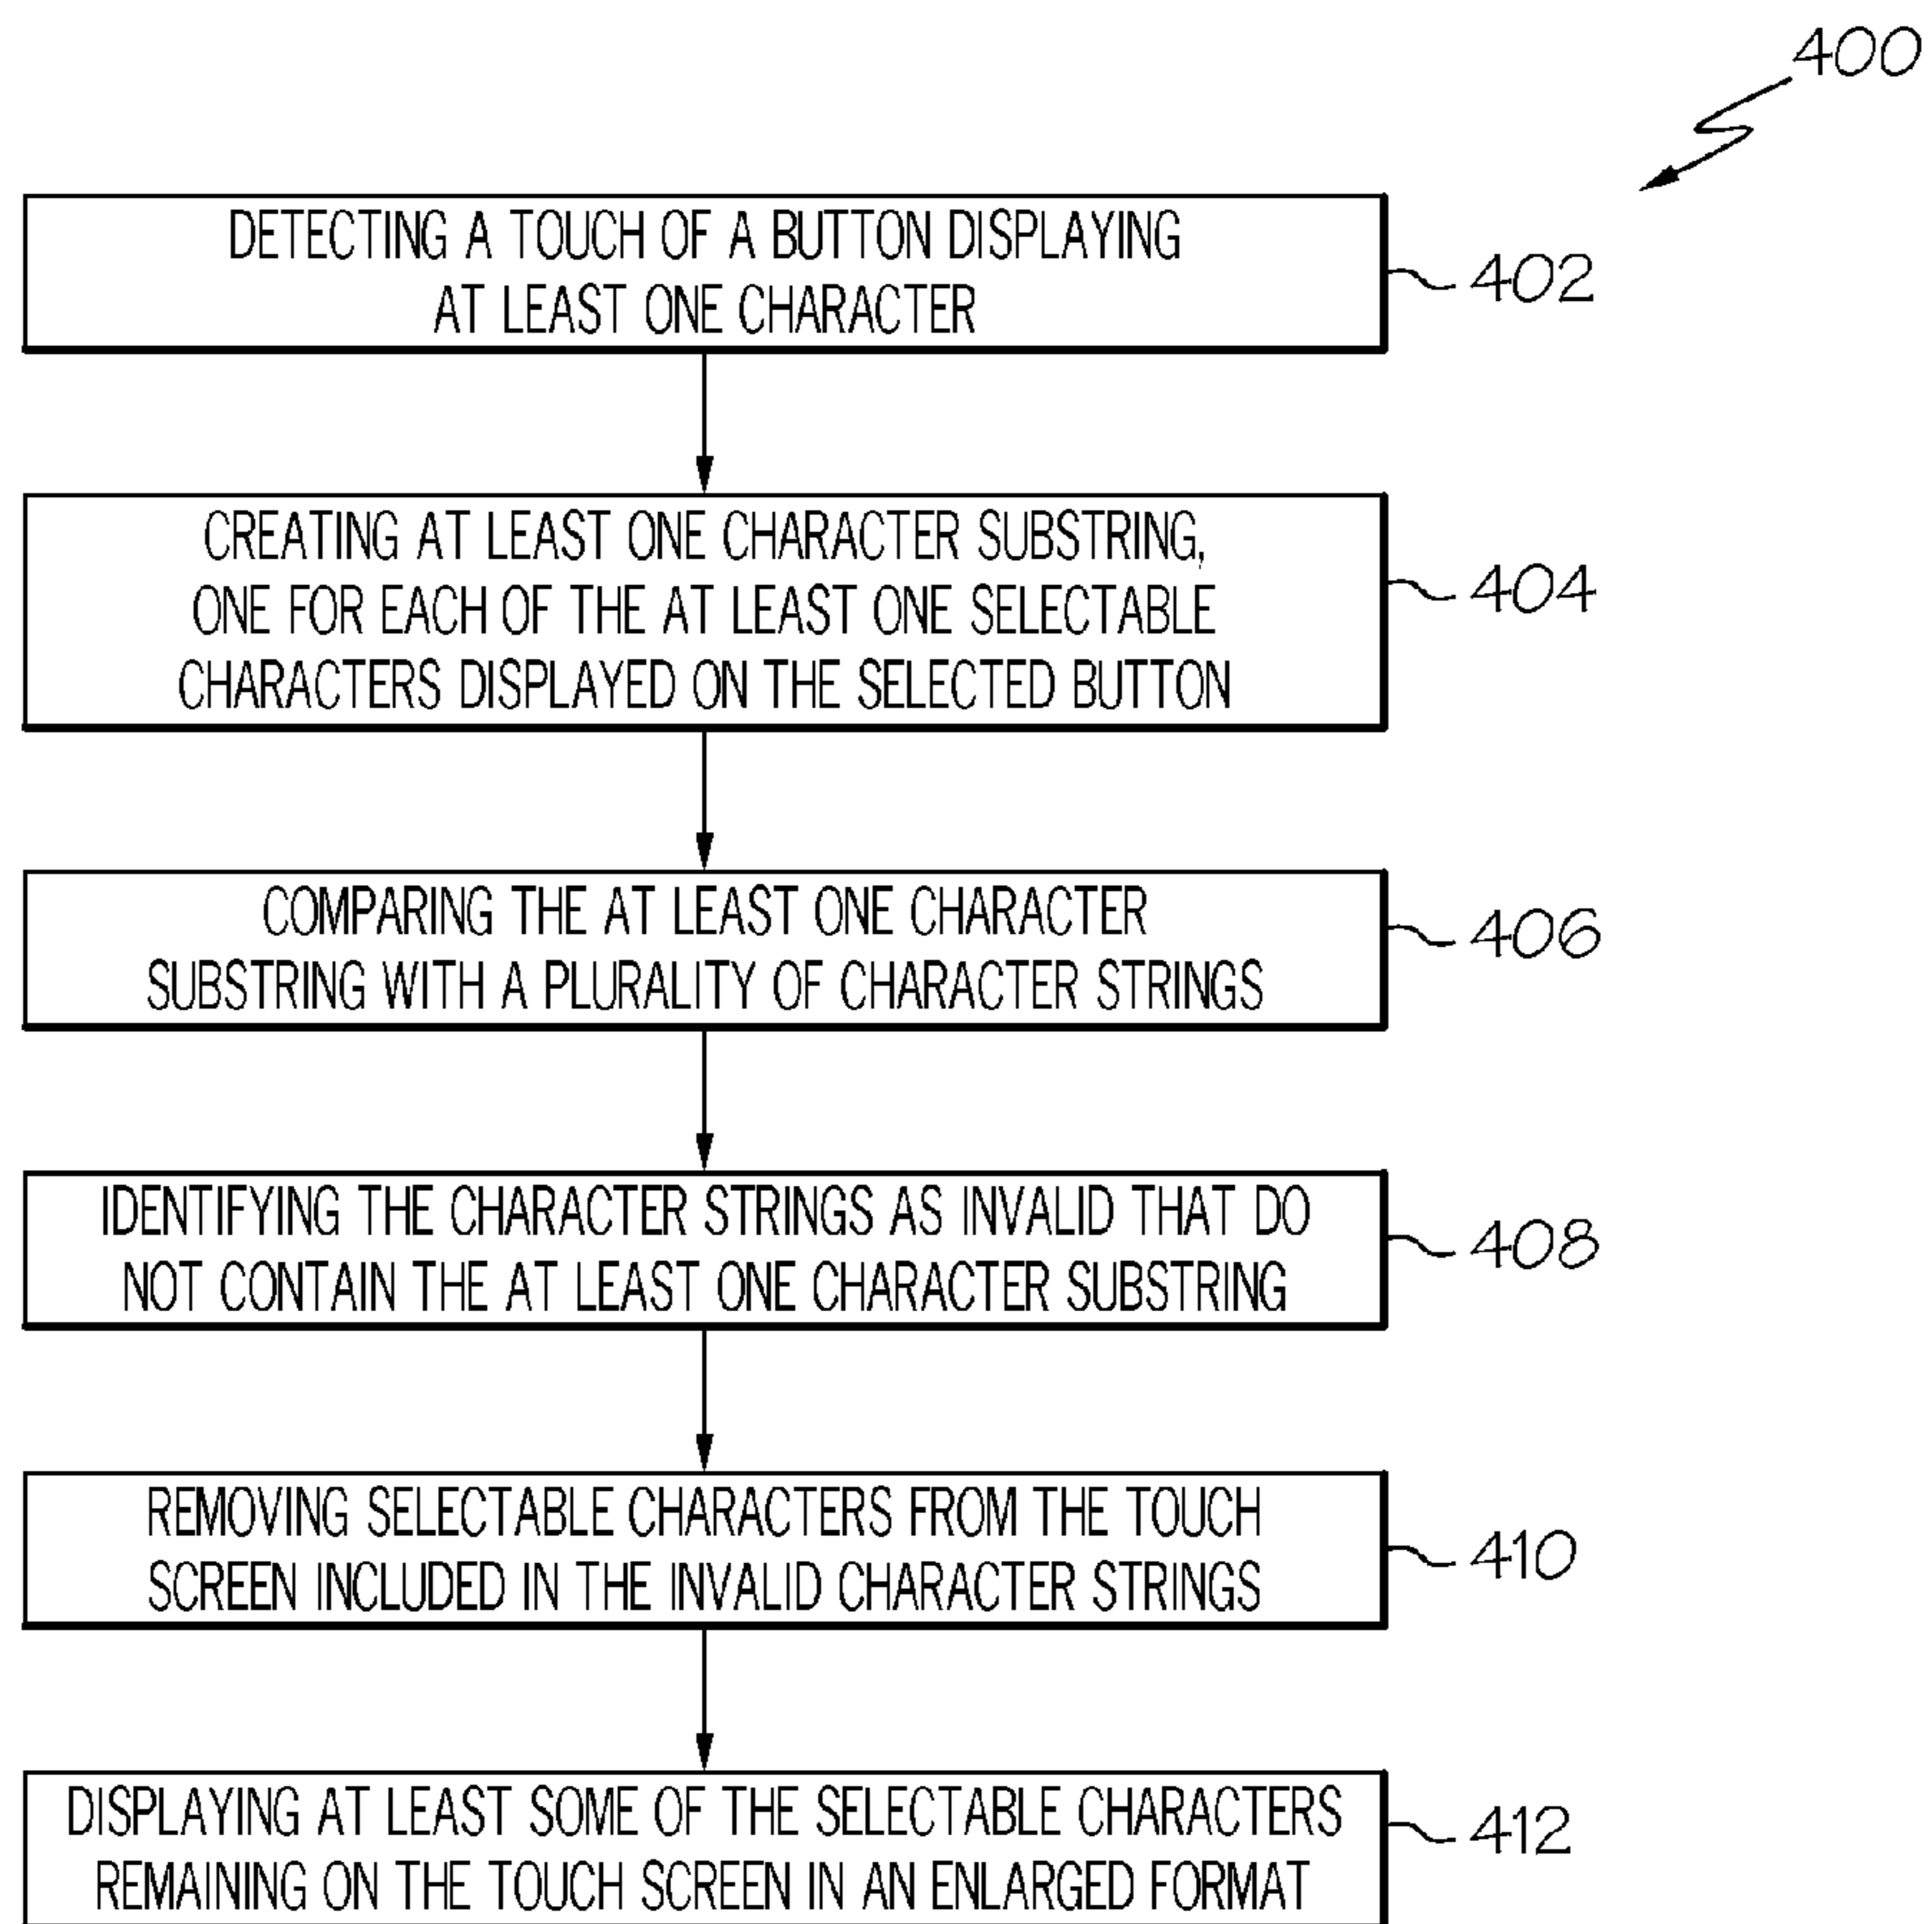 400
DETECTING A TOUCH OF A BUTTON DISPLAYING
AT LEAST ONE CHARACTER
402
CREATING AT LEAST ONE CHARACTER SUBSTRING,
ONE FOR EACH OF THE AT LEAST ONE SELECTABLE
CHARACTERS DISPLAYED ON THE SELECTED BUTTON
404
COMPARING THE AT LEAST ONE CHARACTER
SUBSTRING WITH A PLURALITY OF CHARACTER STRINGS
406
IDENTIFYING THE CHARACTER STRINGS AS INVALID THAT DO
NOT CONTAIN THE AT LEAST ONE CHARACTER SUBSTRING
408
REMOVING SELECTABLE CHARACTERS FROM THE TOUCH
SCREEN INCLUDED IN THE INVALID CHARACTER STRINGS
410
DISPLAYING AT LEAST SOME OF THE SELECTABLE CHARACTERS
REMAINING ON THE TOUCH SCREEN IN AN ENLARGED FORMAT
412